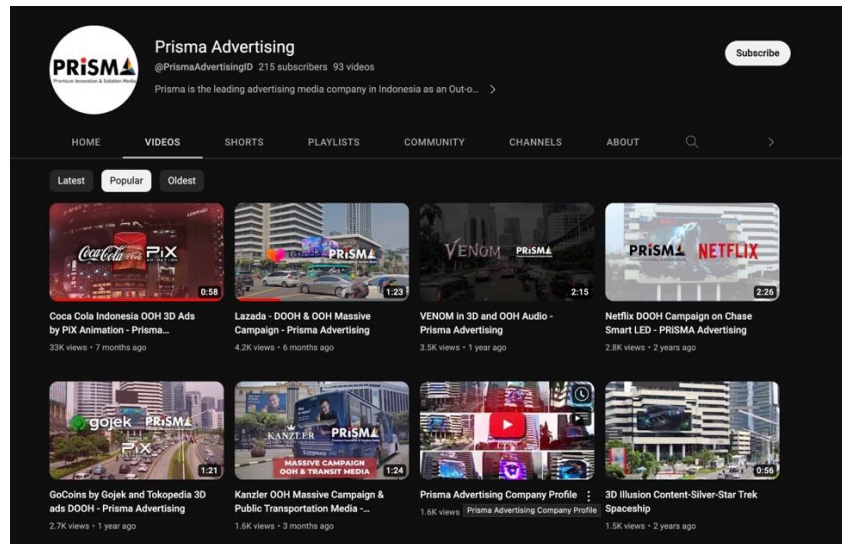 PRiSMA
Premium Innovation & Solution Media
Prisma Advertising
@PrismaAdvertisingID 215 subscribers 93 videos
Prisma is the leading advertising media company in Indonesia as an Out-o...
Subscribe
HOME VIDEOS SHORTS PLAYLISTS COMMUNITY CHANNELS ABOUT
Latest Popular Oldest
Coca-Cola PiX
0:58
PRiSMA
1:23
VENOM PRiSMA
2:15
PRiSMA NETFLIX
2:26
Coca Cola Indonesia OOH 3D Ads
by PiX Animation - Prisma...
33K views • 7 months ago
Lazada - DOOH & OOH Massive
Campaign - Prisma Advertising
4.2K views • 6 months ago
VENOM in 3D and OOH Audio -
Prisma Advertising
3.5K views • 1 year ago
Netflix DOOH Campaign on Chase
Smart LED - PRiSMA Advertising
2.8K views • 2 years ago
gojek PRiSMA
PiX
1:21
KANZLER PRiSMA
MASSIVE CAMPAIGN
OOH & TRANSIT MEDIA
1:24
0:56
GoCoins by Gojek and Tokopedia 3D
ads DOOH - Prisma Advertising
2.7K views • 1 year ago
Kanzler OOH Massive Campaign &
Public Transportation Media -...
1.6K views • 3 months ago
Prisma Advertising Company Profile
1.6K views
Prisma Advertising Company Profile
3D Illusion Content-Silver-Star Trek
Spaceship
1.5K views • 2 years ago